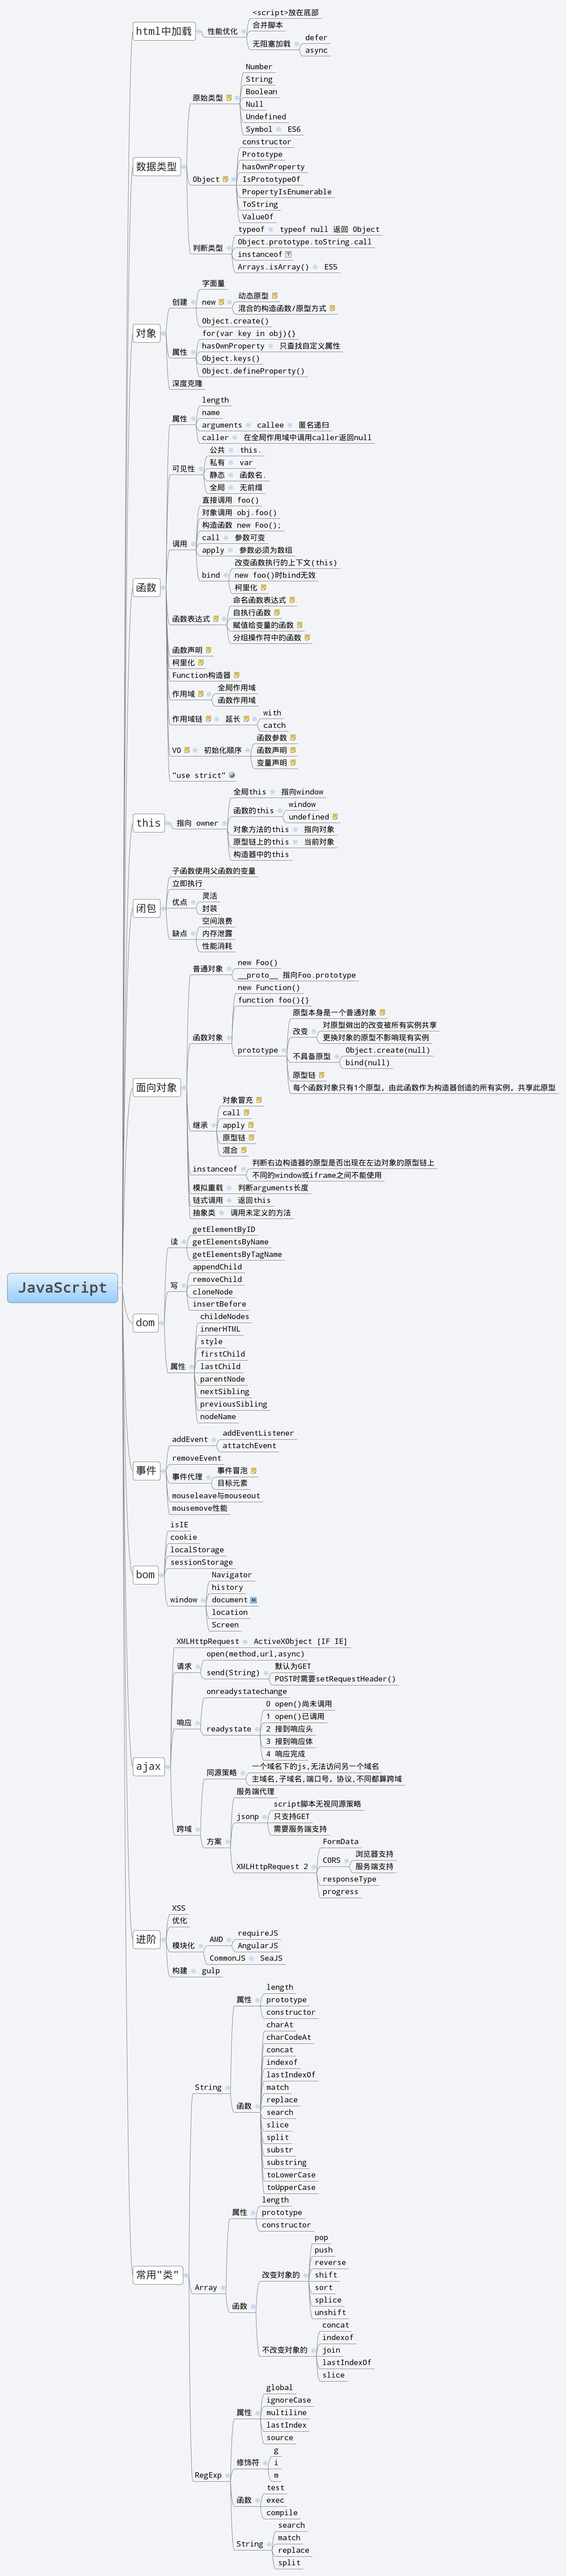 JavaScript
html中加载
性能优化
<script>放在底部
合并脚本
无阻塞加载
defer
async
数据类型
原始类型
Number
String
Boolean
Null
Undefined
Symbol
ES6
Object
constructor
Prototype
hasOwnProperty
IsPrototypeOf
PropertyIsEnumerable
ToString
ValueOf
判断类型
typeof
typeof null 返回 Object
Object.prototype.toString.call
instanceof
Arrays.isArray()
ES5
对象
创建
字面量
new
动态原型
混合的构造函数/原型方式
Object.create()
属性
for(var key in obj){}
hasOwnProperty
只查找自定义属性
Object.keys()
Object.defineProperty()
深度克隆
函数
属性
length
name
arguments
callee
匿名递归
caller
在全局作用域中调用caller返回null
可见性
公共
this.
私有
var
静态
函数名.
全局
无前缀
调用
直接调用 foo()
对象调用 obj.foo()
构造函数 new Foo();
call
参数可变
apply
参数必须为数组
bind
改变函数执行的上下文(this)
new foo()时bind无效
柯里化
函数表达式
命名函数表达式
自执行函数
赋值给变量的函数
分组操作符中的函数
函数声明
柯里化
Function构造器
作用域
全局作用域
函数作用域
作用域链
延长
with
catch
VO
初始化顺序
函数参数
函数声明
变量声明
"use strict"
this
指向 owner
全局this
指向window
函数的this
window
undefined
对象方法的this
指向对象
原型链上的this
当前对象
构造器中的this
闭包
子函数使用父函数的变量
立即执行
优点
灵活
封装
缺点
空间浪费
内存泄露
性能消耗
面向对象
普通对象
new Foo()
__proto__ 指向Foo.prototype
函数对象
new Function()
function foo(){}
prototype
原型本身是一个普通对象
改变
对原型做出的改变被所有实例共享
更换对象的原型不影响现有实例
不具备原型
Object.create(null)
bind(null)
原型链
每个函数对象只有1个原型, 由此函数作为构造器创造的所有实例, 共享此原型
继承
对象冒充
call
apply
原型链
混合
instanceof
判断右边构造器的原型是否出现在左边对象的原型链上
不同的window或iframe之间不能使用
模拟重载
判断arguments长度
链式调用
返回this
抽象类
调用未定义的方法
dom
读
getElementByID
getElementsByName
getElementsByTagName
写
appendChild
removeChild
cloneNode
insertBefore
属性
childeNodes
innerHTML
style
firstChild
lastChild
parentNode
nextSibling
previousSibling
nodeName
事件
addEvent
addEventListener
attatchEvent
removeEvent
事件代理
事件冒泡
目标元素
mouseleave与mouseout
mousemove性能
bom
isIE
cookie
localStorage
sessionStorage
window
Navigator
history
document
location
Screen
ajax
XMLHttpRequest
ActiveXObject [IF IE]
请求
open(method,url,async)
send(String)
默认为GET
POST时需要setRequestHeader()
响应
onreadystatechange
readystate
0 open()尚未调用
1 open()已调用
2 接到响应头
3 接到响应体
4 响应完成
跨域
同源策略
一个域名下的js,无法访问另一个域名
主域名,子域名,端口号, 协议,不同都算跨域
方案
服务端代理
jsonp
script脚本无视同源策略
只支持GET
需要服务端支持
XMLHttpRequest 2
FormData
CORS
浏览器支持
服务端支持
responseType
progress
进阶
XSS
优化
模块化
AMD
requireJS
AngularJS
CommonJS
SeaJS
构建
gulp
常用"类"
String
属性
length
prototype
constructor
函数
charAt
charCodeAt
concat
indexof
lastIndexOf
match
replace
search
slice
split
substr
substring
toLowerCase
toUpperCase
Array
属性
length
prototype
constructor
函数
改变对象的
pop
push
reverse
shift
sort
splice
unshift
不改变对象的
concat
indexof
join
lastIndexOf
slice
RegExp
属性
global
ignoreCase
multiline
lastIndex
source
修饰符
g
i
m
函数
test
exec
compile
String
search
match
replace
split